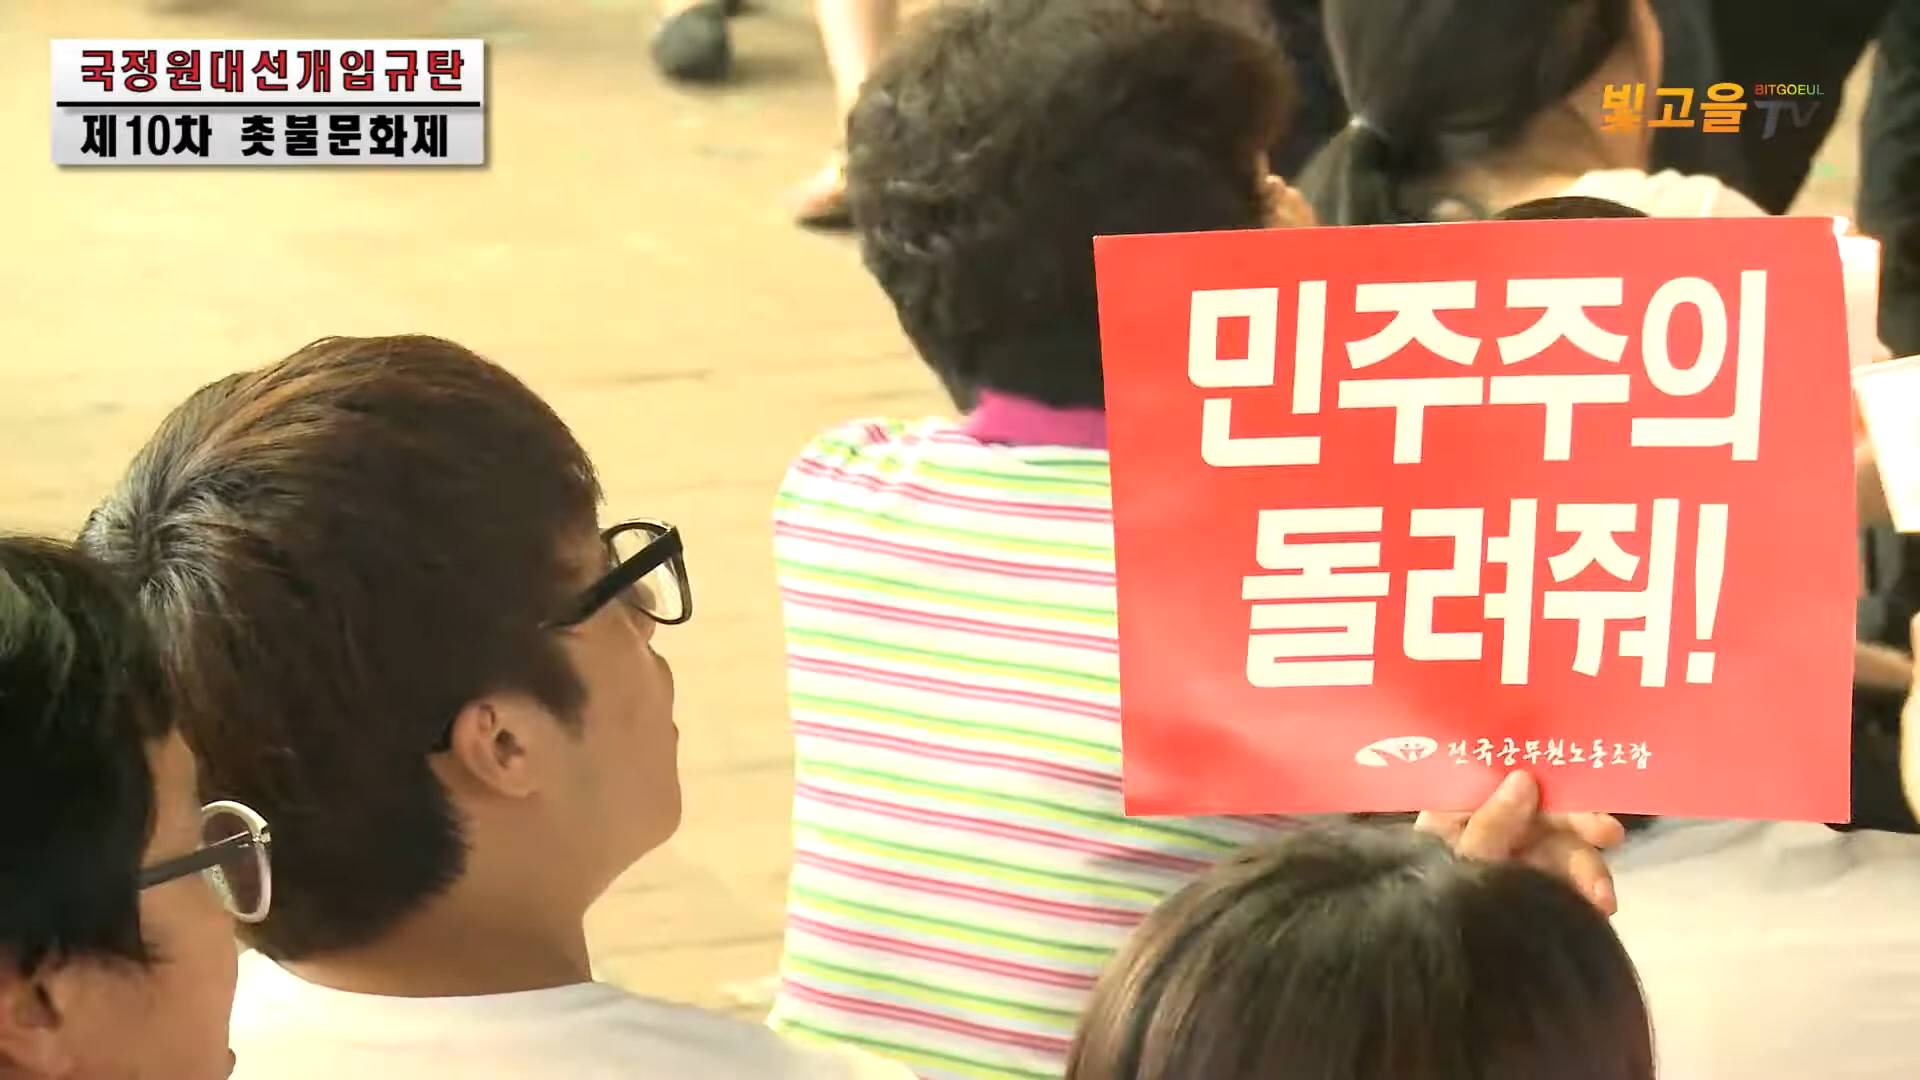 국정원대선개입규탄
제10차 촛불문화제
빛고을 BITGOEUL TV
민주주의
돌려줘!
전국공무원노동조합